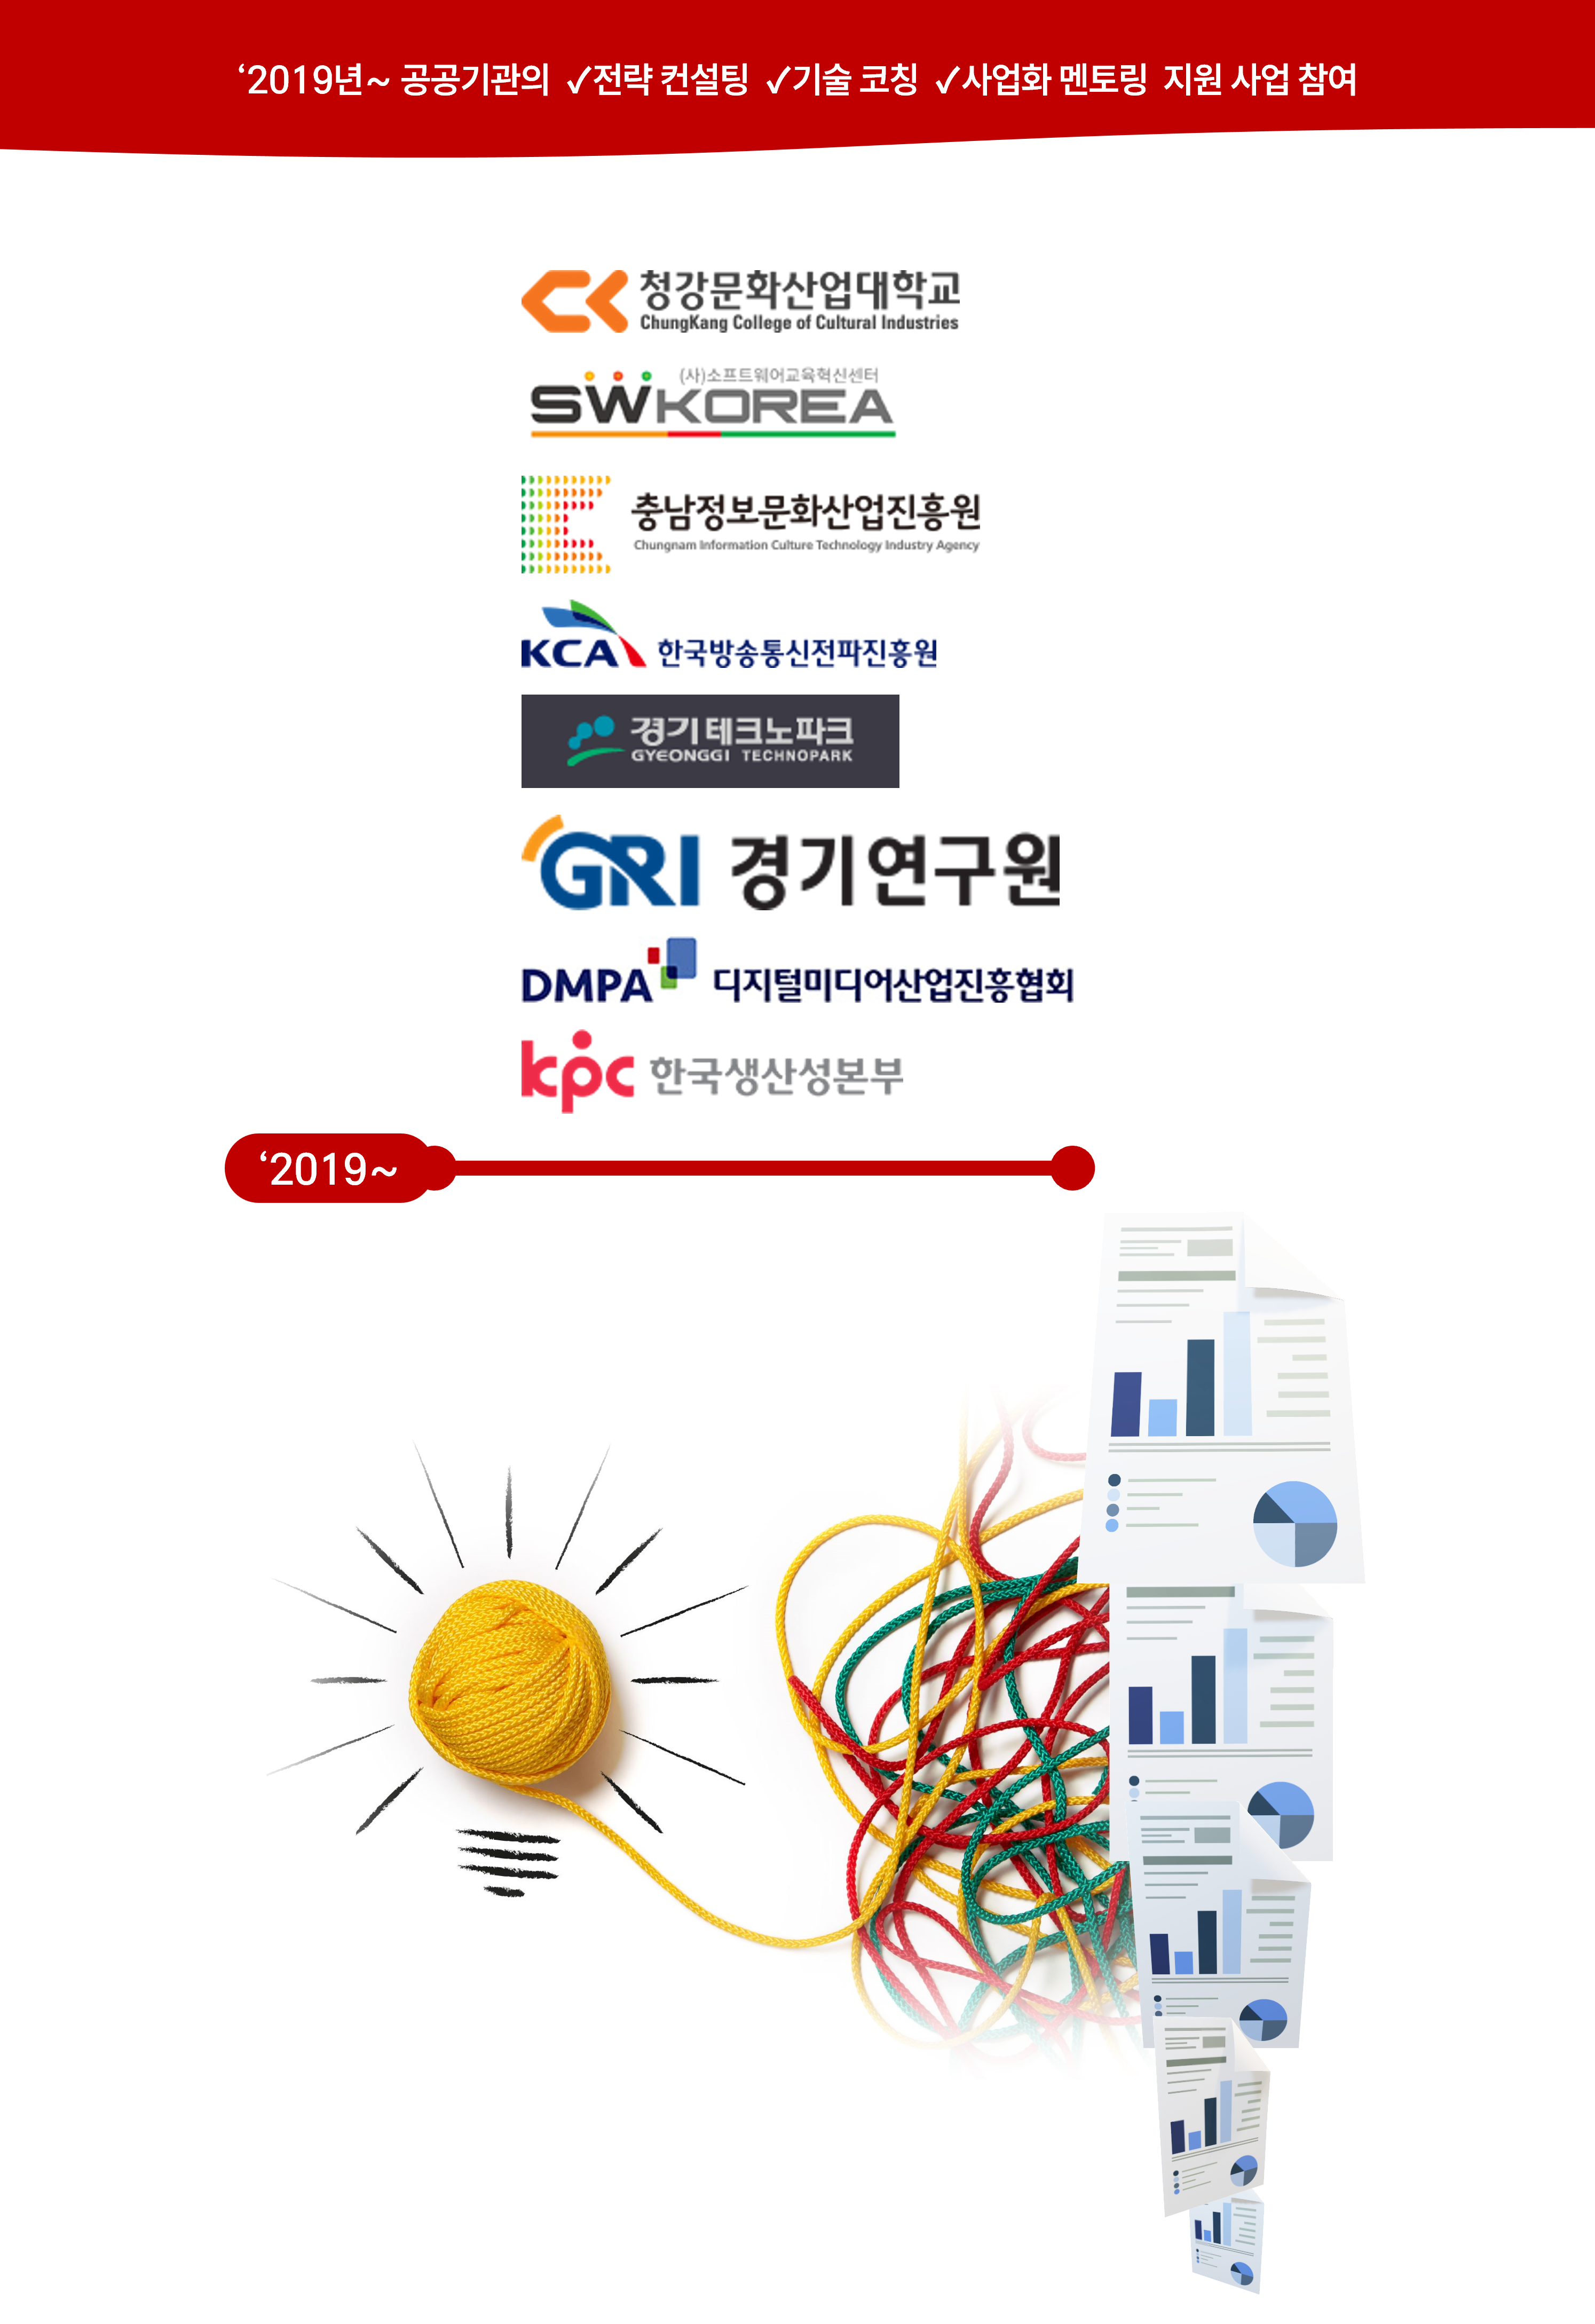 ‘2019년~ 공공기관의 ✓전략 컨설팅 ✓기술 코칭 ✓사업화 멘토링 지원 사업 참여
청강문화산업대학교
ChungKang College of Cultural Industries
(사)소프트웨어교육혁신센터
SWKOREA
충남정보문화산업진흥원
Chungnam Information Culture Technology Industry Agency
KCA 한국방송통신전파진흥원
경기테크노파크
GYEONGGI TECHNOPARK
GRI 경기연구원
DMPA 디지털미디어산업진흥협회
kpc 한국생산성본부
‘2019~